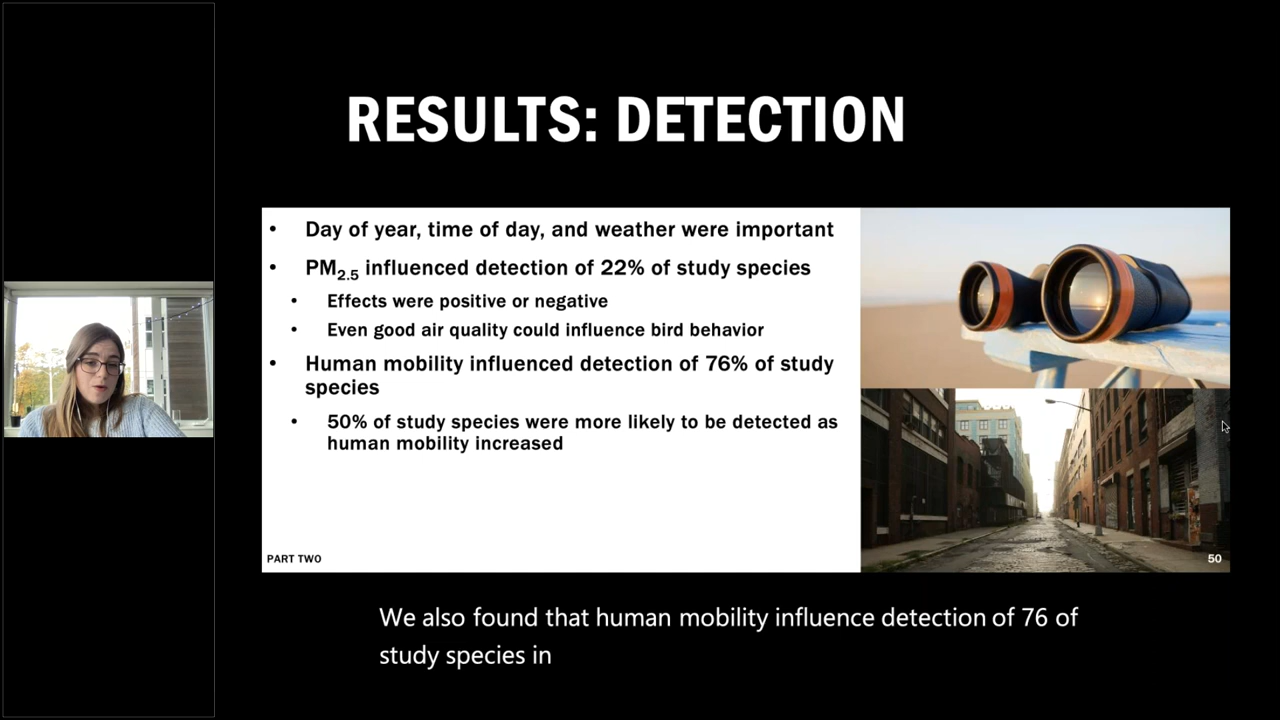 RESULTS: DETECTION
• Day of year, time of day, and weather were important
• PM2.5 influenced detection of 22% of study species
• Effects were positive or negative
• Even good air quality could influence bird behavior
• Human mobility influenced detection of 76% of study
species
• 50% of study species were more likely to be detected as
human mobility increased
PART TWO
50
We also found that human mobility influence detection of 76 of
study species in